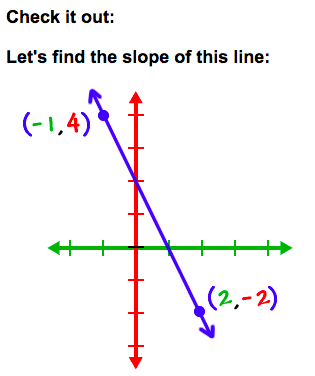 Check it out:
Let's find the slope of this line:
(-1,4)
(2,-2)